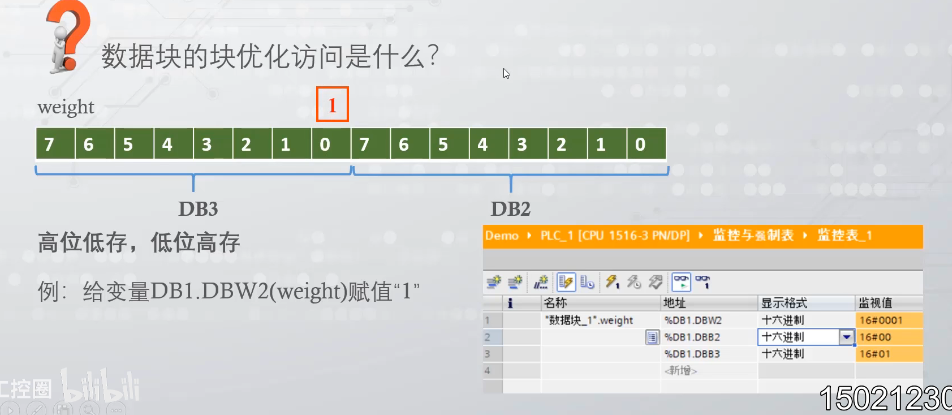 数据块的块优化访问是什么？
weight
1
7 6 5 4 3 2 1 0 7 6 5 4 3 2 1 0
DB3 DB2
高位低存，低位高存
例：给变量DB1.DBW2(weight)赋值“1”
Demo PLC_1 [CPU 1516-3 PN/DP] 监控与强制表 监控表_1
i 名称 地址 显示格式 监视值
1 "数据块_1".weight %DB1.DBW2 十六进制 16#0001
2 %DB1.DBB2 十六进制 16#00
3 %DB1.DBB3 十六进制 16#01
4 <新增>
工控圈 bilibili
15021230